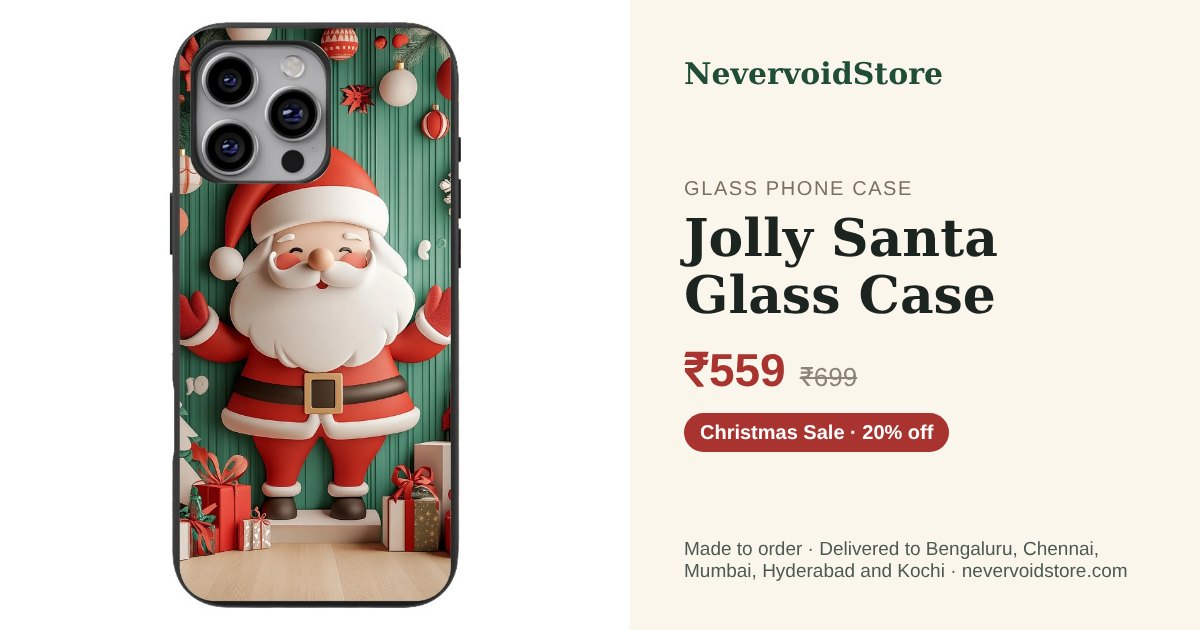 NevervoidStore
GLASS PHONE CASE
Jolly Santa
Glass Case
₹559 ₹699
Christmas Sale · 20% off
Made to order · Delivered to Bengaluru, Chennai,
Mumbai, Hyderabad and Kochi · nevervoidstore.com